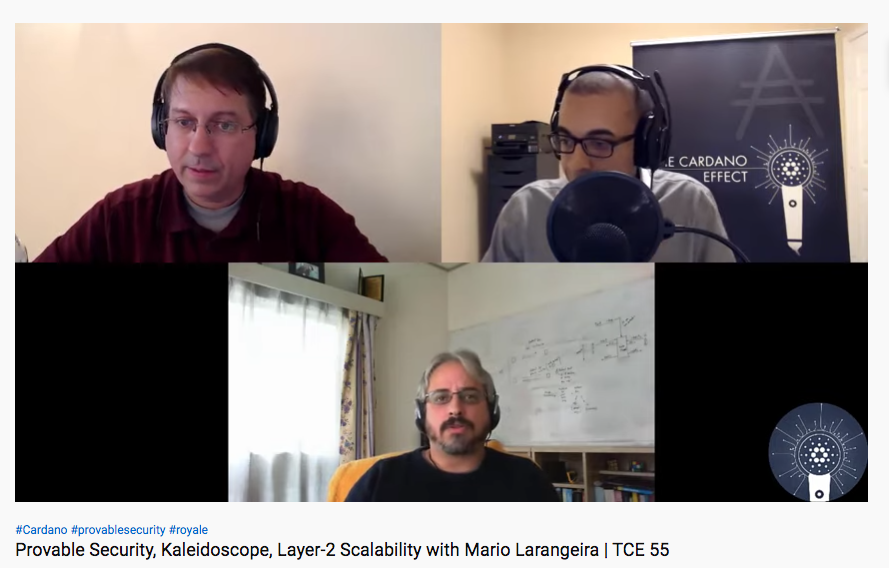 E CARDANO
EFFECT
#Cardano #provablesecurity #royale
Provable Security, Kaleidoscope, Layer-2 Scalability with Mario Larangeira | TCE 55